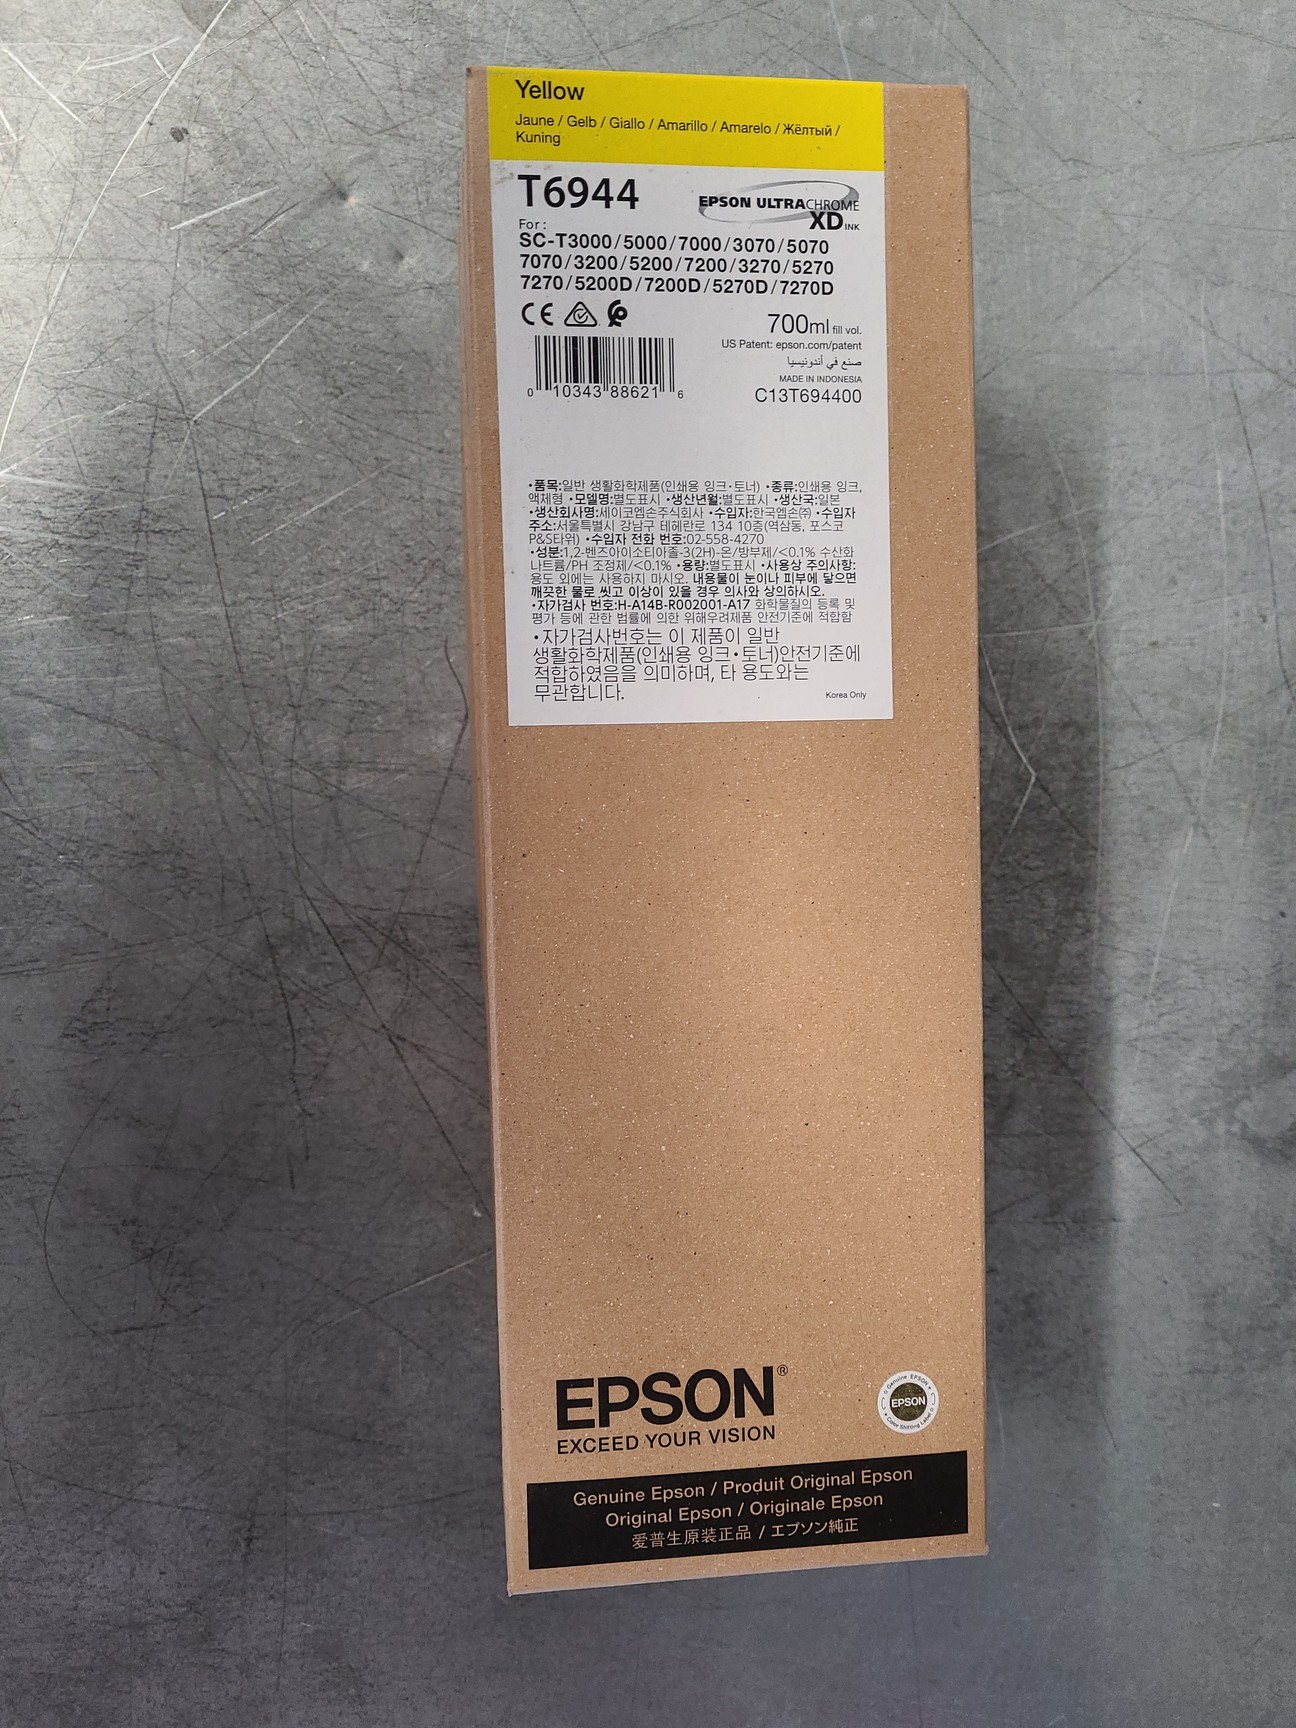 Yellow
Jaune / Gelb / Giallo / Amarillo / Amarelo / Жёлтый /
Kuning
T6944
EPSON ULTRACHROME
XD INK
For :
SC-T3000/5000/7000/3070/5070
7070/3200/5200/7200/3270/5270
7270/5200D/7200D/5270D/7270D
CE
700ml fill vol.
US Patent: epson.com/patent
صنع في أندونيسيا
MADE IN INDONESIA
0 10343 88621 6
C13T694400
•품목:일반 생활화학제품(인쇄용 잉크·토너) •종류:인쇄용 잉크,
액체형 •모델명:별도표시 •생산년월:별도표시 •생산국:일본
•생산회사명:세이코엡손주식회사 •수입자:한국엡손㈜ •수입자
주소:서울특별시 강남구 테헤란로 134 10층(역삼동, 포스코
P&S타워) •수입자 전화 번호:02-558-4270
•성분:1,2-벤즈아이소티아졸-3(2H)-온/방부제/<0.1% 수산화
나트륨/PH 조정제/<0.1% •용량:별도표시 •사용상 주의사항:
용도 외에는 사용하지 마시오. 내용물이 눈이나 피부에 닿으면
깨끗한 물로 씻고 이상이 있을 경우 의사와 상의하십시오.
•자가검사 번호:H-A14B-R002001-A17 화학물질의 등록 및
평가 등에 관한 법률에 의한 위해우려제품 안전기준에 적합함
•자가검사번호는 이 제품이 일반
생활화학제품(인쇄용 잉크•토너)안전기준에
적합하였음을 의미하며, 타 용도와는
무관합니다.
Korea Only
EPSON®
EXCEED YOUR VISION
Genuine EPSON
EPSON
Color Shifting Label
Genuine Epson / Produit Original Epson
Original Epson / Originale Epson
爱普生原装正品 / エプソン純正